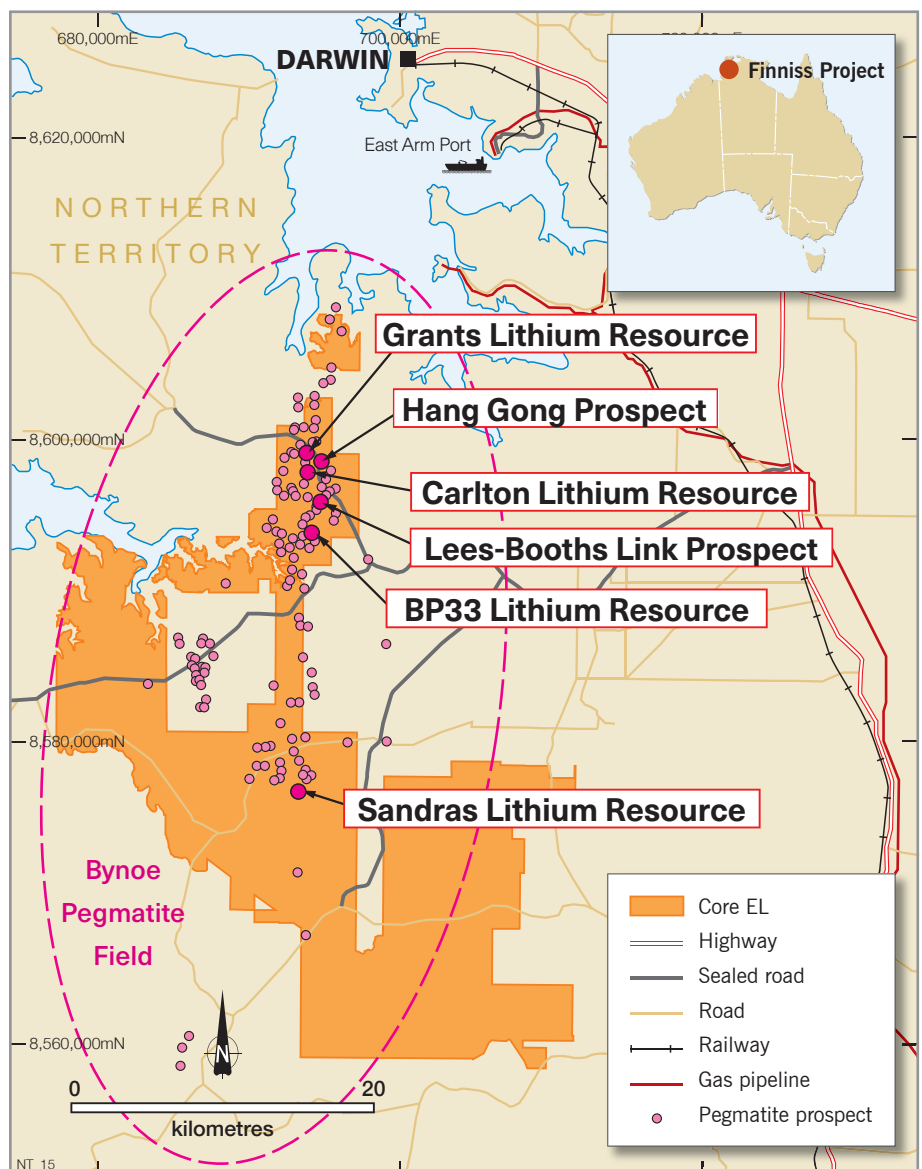 680,000mE
700,000mE
DARWIN
Finniss Project
8,620,000mN
East Arm Port
NORTHERN
TERRITORY
Grants Lithium Resource
Hang Gong Prospect
8,600,000mN
Carlton Lithium Resource
Lees-Booths Link Prospect
BP33 Lithium Resource
8,580,000mN
Sandras Lithium Resource
Bynoe
Pegmatite
Field
Core EL
Highway
Sealed road
Road
Railway
Gas pipeline
Pegmatite prospect
8,560,000mN
N
0 20
kilometres
NT_15